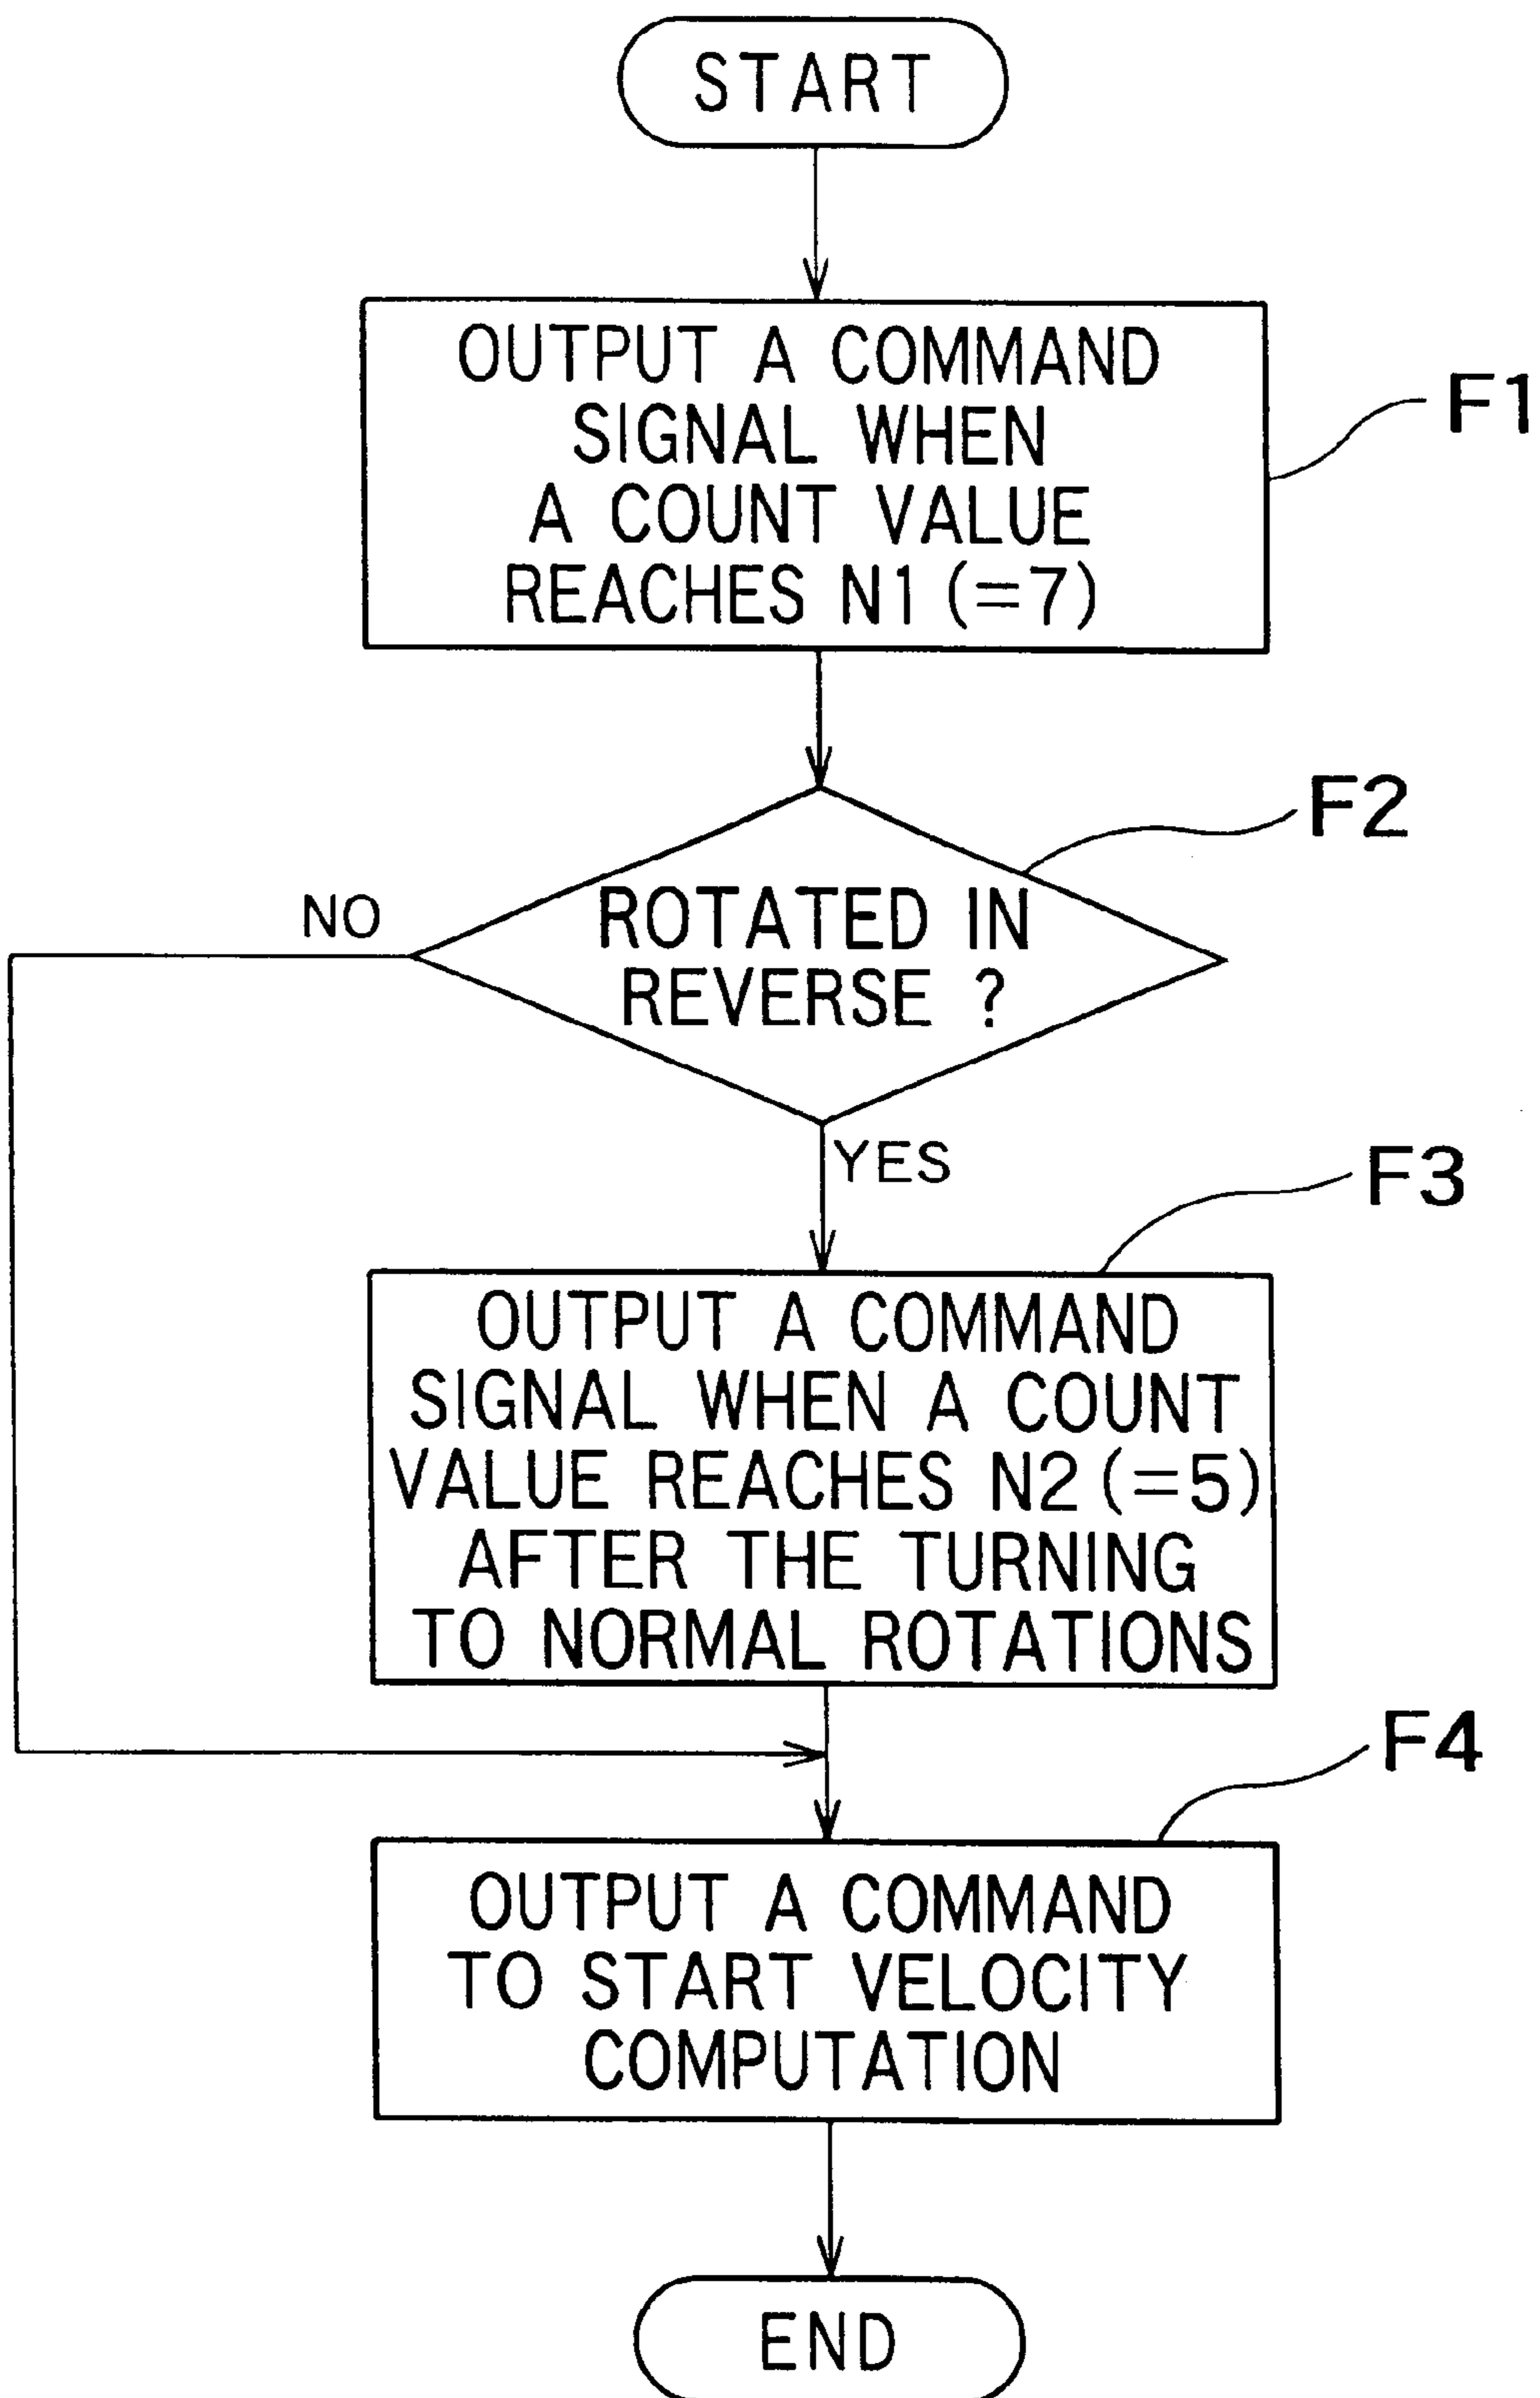 START
OUTPUT A COMMAND
SIGNAL WHEN
A COUNT VALUE
REACHES N1 (=7)
F1
F2
NO
ROTATED IN
REVERSE ?
YES
F3
OUTPUT A COMMAND
SIGNAL WHEN A COUNT
VALUE REACHES N2 (=5)
AFTER THE TURNING
TO NORMAL ROTATIONS
F4
OUTPUT A COMMAND
TO START VELOCITY
COMPUTATION
END